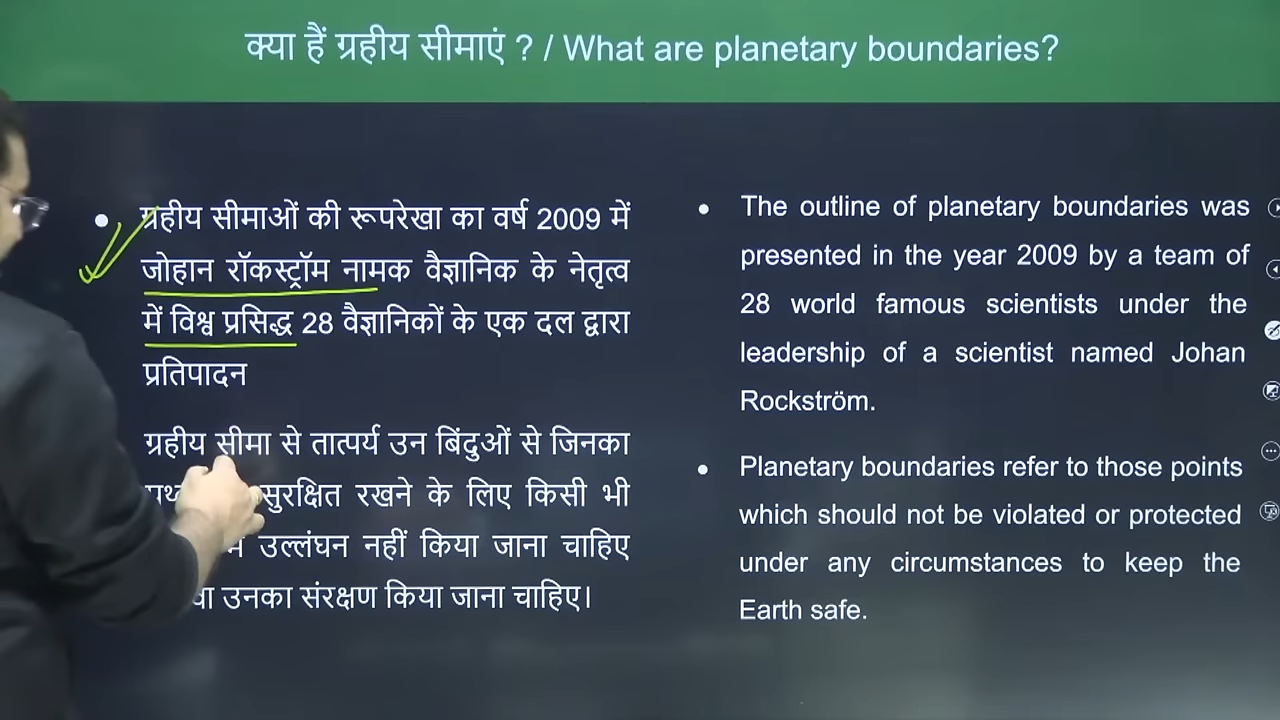 क्या हैं ग्रहीय सीमाएं ? / What are planetary boundaries?
ग्रहीय सीमाओं की रूपरेखा का वर्ष 2009 में
जोहान रॉकस्ट्रॉम नामक वैज्ञानिक के नेतृत्व
में विश्व प्रसिद्ध 28 वैज्ञानिकों के एक दल द्वारा
प्रतिपादन
ग्रहीय सीमा से तात्पर्य उन बिंदुओं से जिनका
सुरक्षित रखने के लिए किसी भी
में उल्लंघन नहीं किया जाना चाहिए
उनका संरक्षण किया जाना चाहिए।
The outline of planetary boundaries was
presented in the year 2009 by a team of
28 world famous scientists under the
leadership of a scientist named Johan
Rockström.
Planetary boundaries refer to those points
which should not be violated or protected
under any circumstances to keep the
Earth safe.